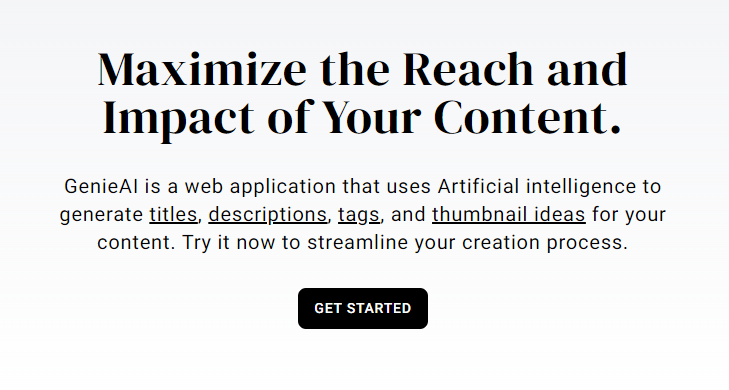 Maximize the Reach and
Impact of Your Content.
GenieAI is a web application that uses Artificial intelligence to
generate titles, descriptions, tags, and thumbnail ideas for your
content. Try it now to streamline your creation process.
GET STARTED